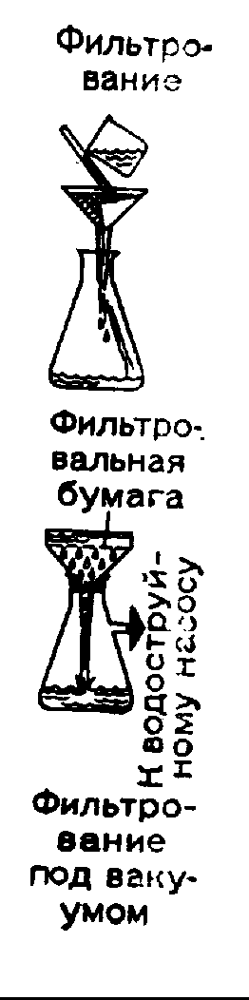 Фильтро-
вание
Фильтро-
вальная
бумага
К водоструй-
ному насосу
Фильтро-
вание
под ваку-
умом